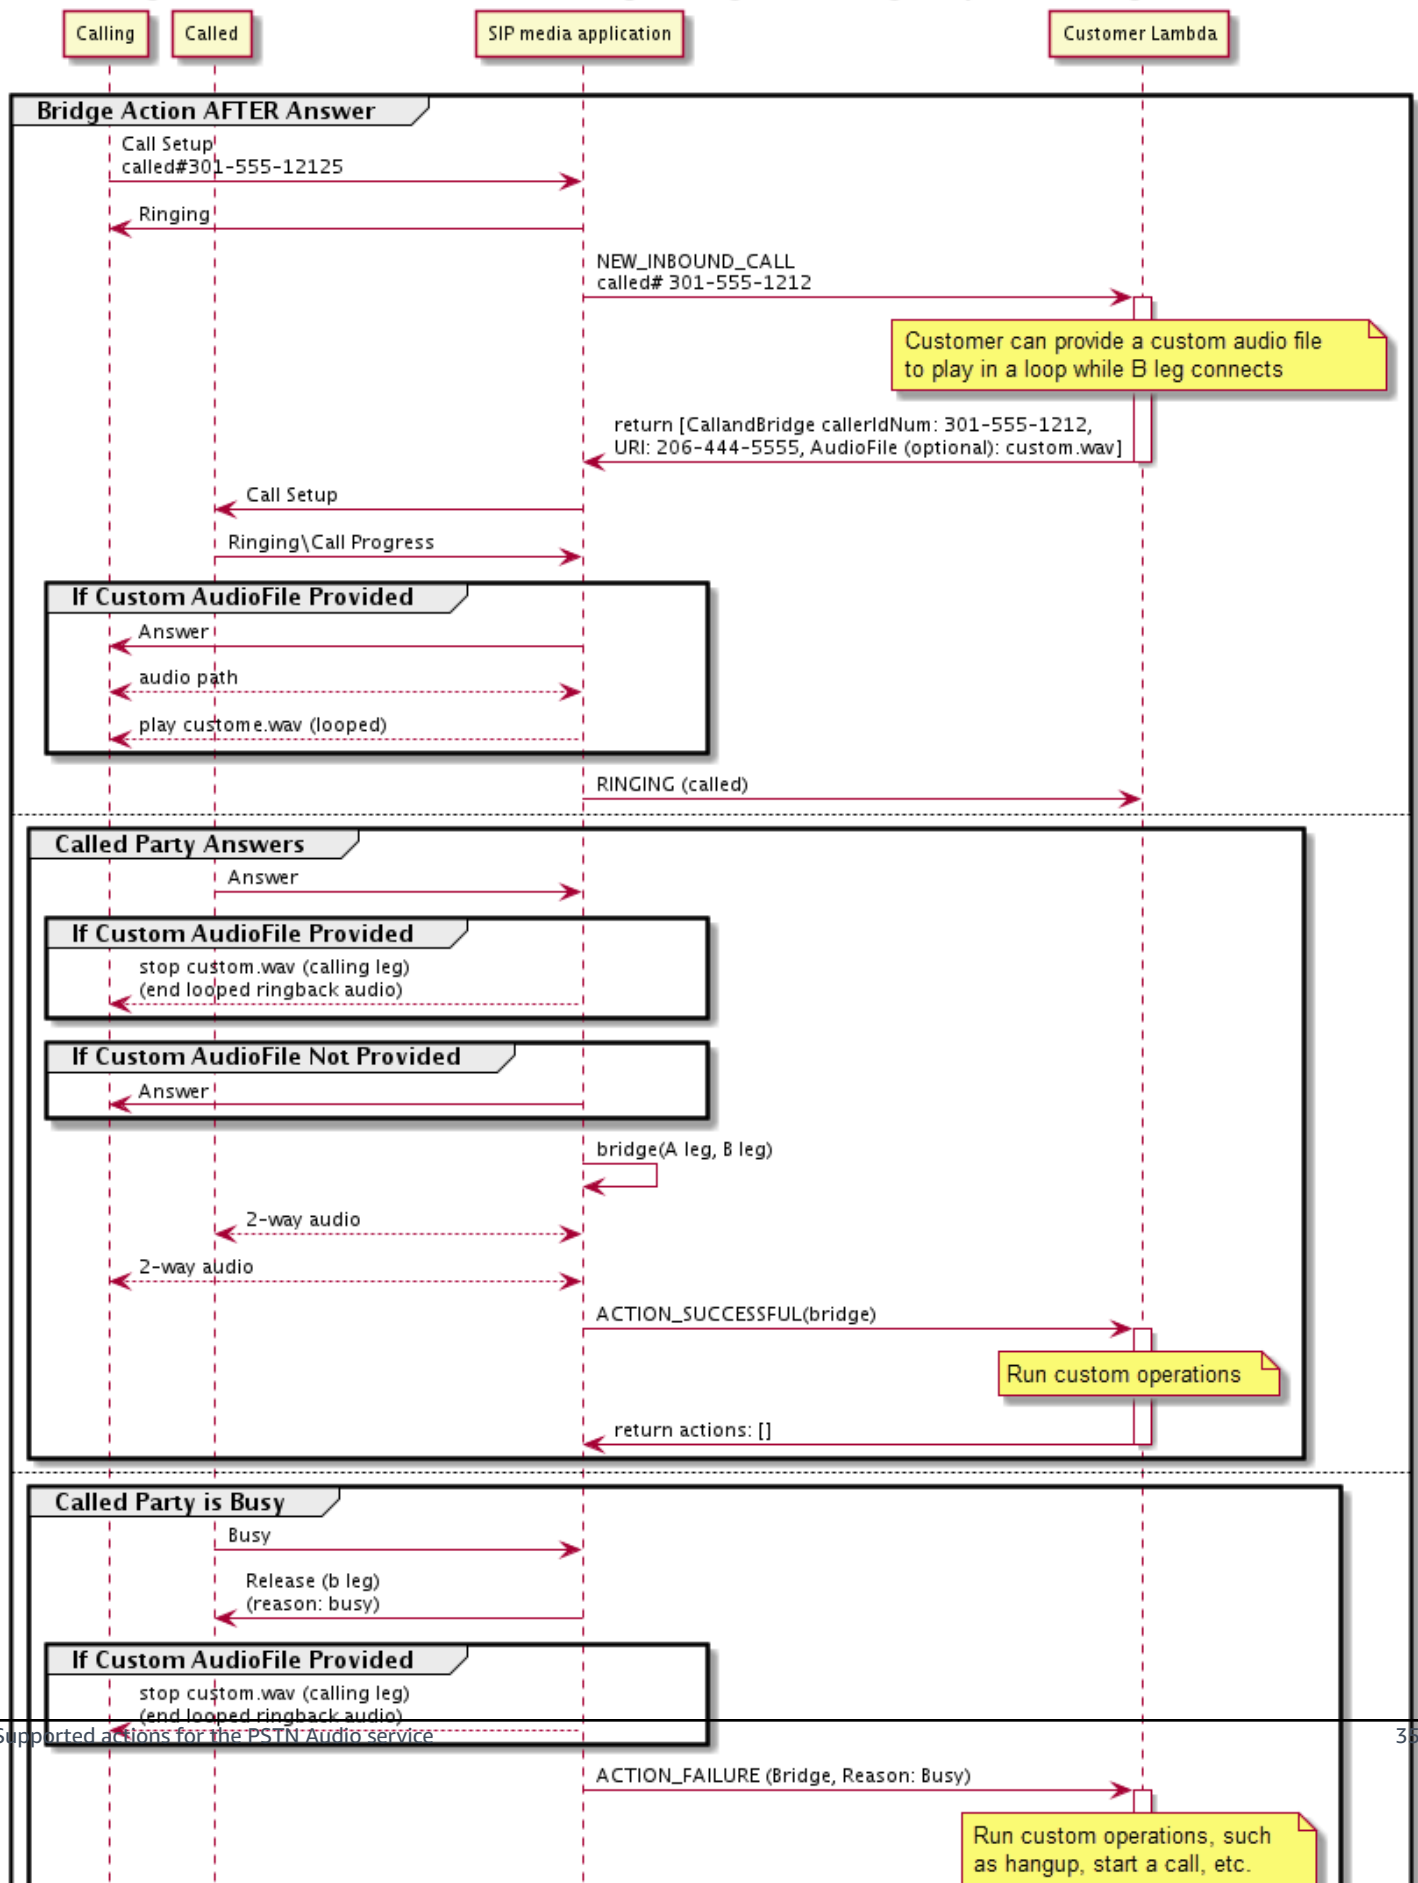 Calling
Called
SIP media application
Customer Lambda
Bridge Action AFTER Answer
Call Setup
called#301-555-12125
Ringing
NEW_INBOUND_CALL
called# 301-555-1212
Customer can provide a custom audio file
to play in a loop while B leg connects
return [CallandBridge callerIdNum: 301-555-1212,
URI: 206-444-5555, AudioFile (optional): custom.wav]
Call Setup
Ringing\Call Progress
If Custom AudioFile Provided
Answer
audio path
play custome.wav (looped)
RINGING (called)
Called Party Answers
Answer
If Custom AudioFile Provided
stop custom.wav (calling leg)
(end looped ringback audio)
If Custom AudioFile Not Provided
Answer
bridge(A leg, B leg)
2-way audio
2-way audio
ACTION_SUCCESSFUL(bridge)
Run custom operations
return actions: []
Called Party is Busy
Busy
Release (b leg)
(reason: busy)
If Custom AudioFile Provided
stop custom.wav (calling leg)
(end looped ringback audio)
Supported actions for the PSTN Audio service
ACTION_FAILURE (Bridge, Reason: Busy)
Run custom operations, such
as hangup, start a call, etc.